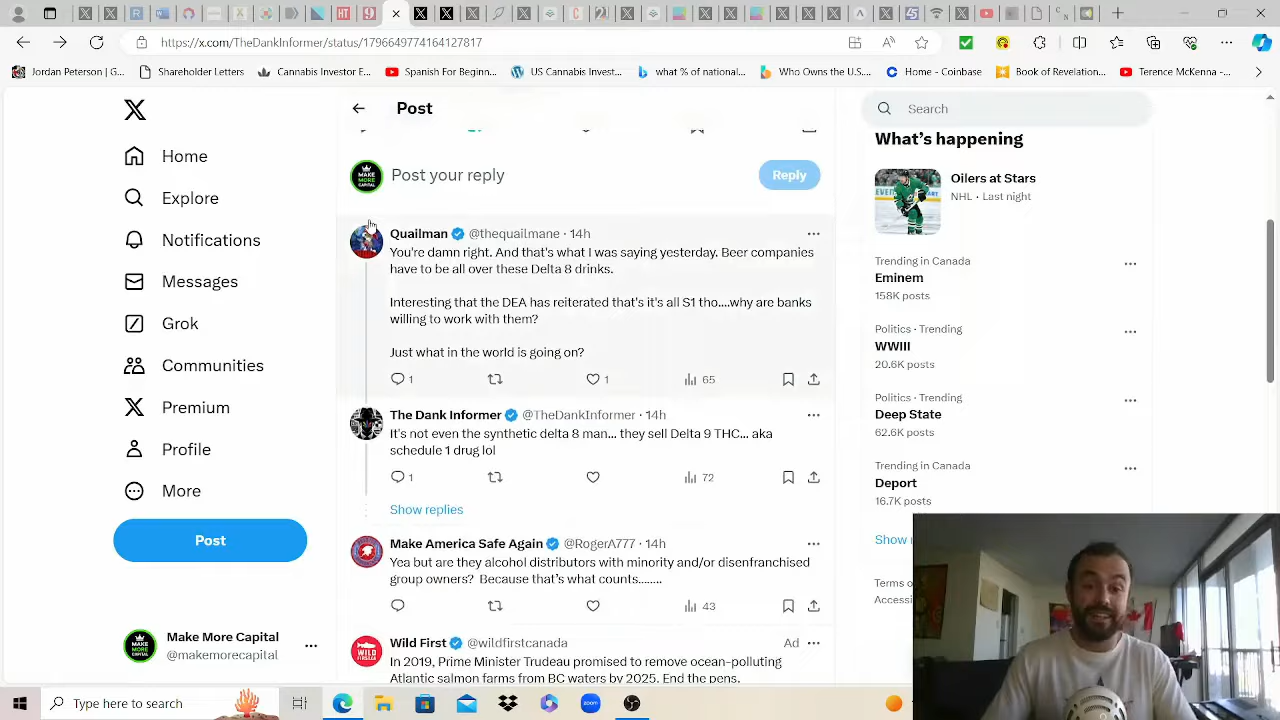 https://x.com/TheDankInformer/status/1796649774164127817
Jordan Peterson | G...
Shareholder Letters
Cannabis Investor E...
Spanish For Beginn...
US Cannabis Invest...
what % of national...
Who Owns the U.S...
Home - Coinbase
Book of Revelation...
Terence McKenna -...
Home
Explore
Notifications
Messages
Grok
Communities
Premium
Profile
More
Post
Make More Capital
@makemorecapital
Post
MAKE MORE CAPITAL
Post your reply
Reply
Quailman @thequailmane · 14h
You're damn right. And that's what I was saying yesterday. Beer companies
have to be all over these Delta 8 drinks.
Interesting that the DEA has reiterated that's it's all S1 tho....why are banks
willing to work with them?
Just what in the world is going on?
1
1
65
The Dank Informer @TheDankInformer · 14h
It's not even the synthetic delta 8 man... they sell Delta 9 THC... aka
schedule 1 drug lol
1
72
Show replies
Make America Safe Again @RogerA777 · 14h
Yea but are they alcohol distributors with minority and/or disenfranchised
group owners? Because that's what counts........
43
Wild First @wildfirstcanada
Ad
In 2019, Prime Minister Trudeau promised to remove ocean-polluting
Atlantic salmon farms from BC waters by 2025. End the pens.
Search
What's happening
Oilers at Stars
NHL · Last night
Trending in Canada
Eminem
158K posts
Politics · Trending
WWIII
20.6K posts
Politics · Trending
Deep State
62.6K posts
Trending in Canada
Deport
16.7K posts
Show
Terms o
Accessi
Type here to search
zoom